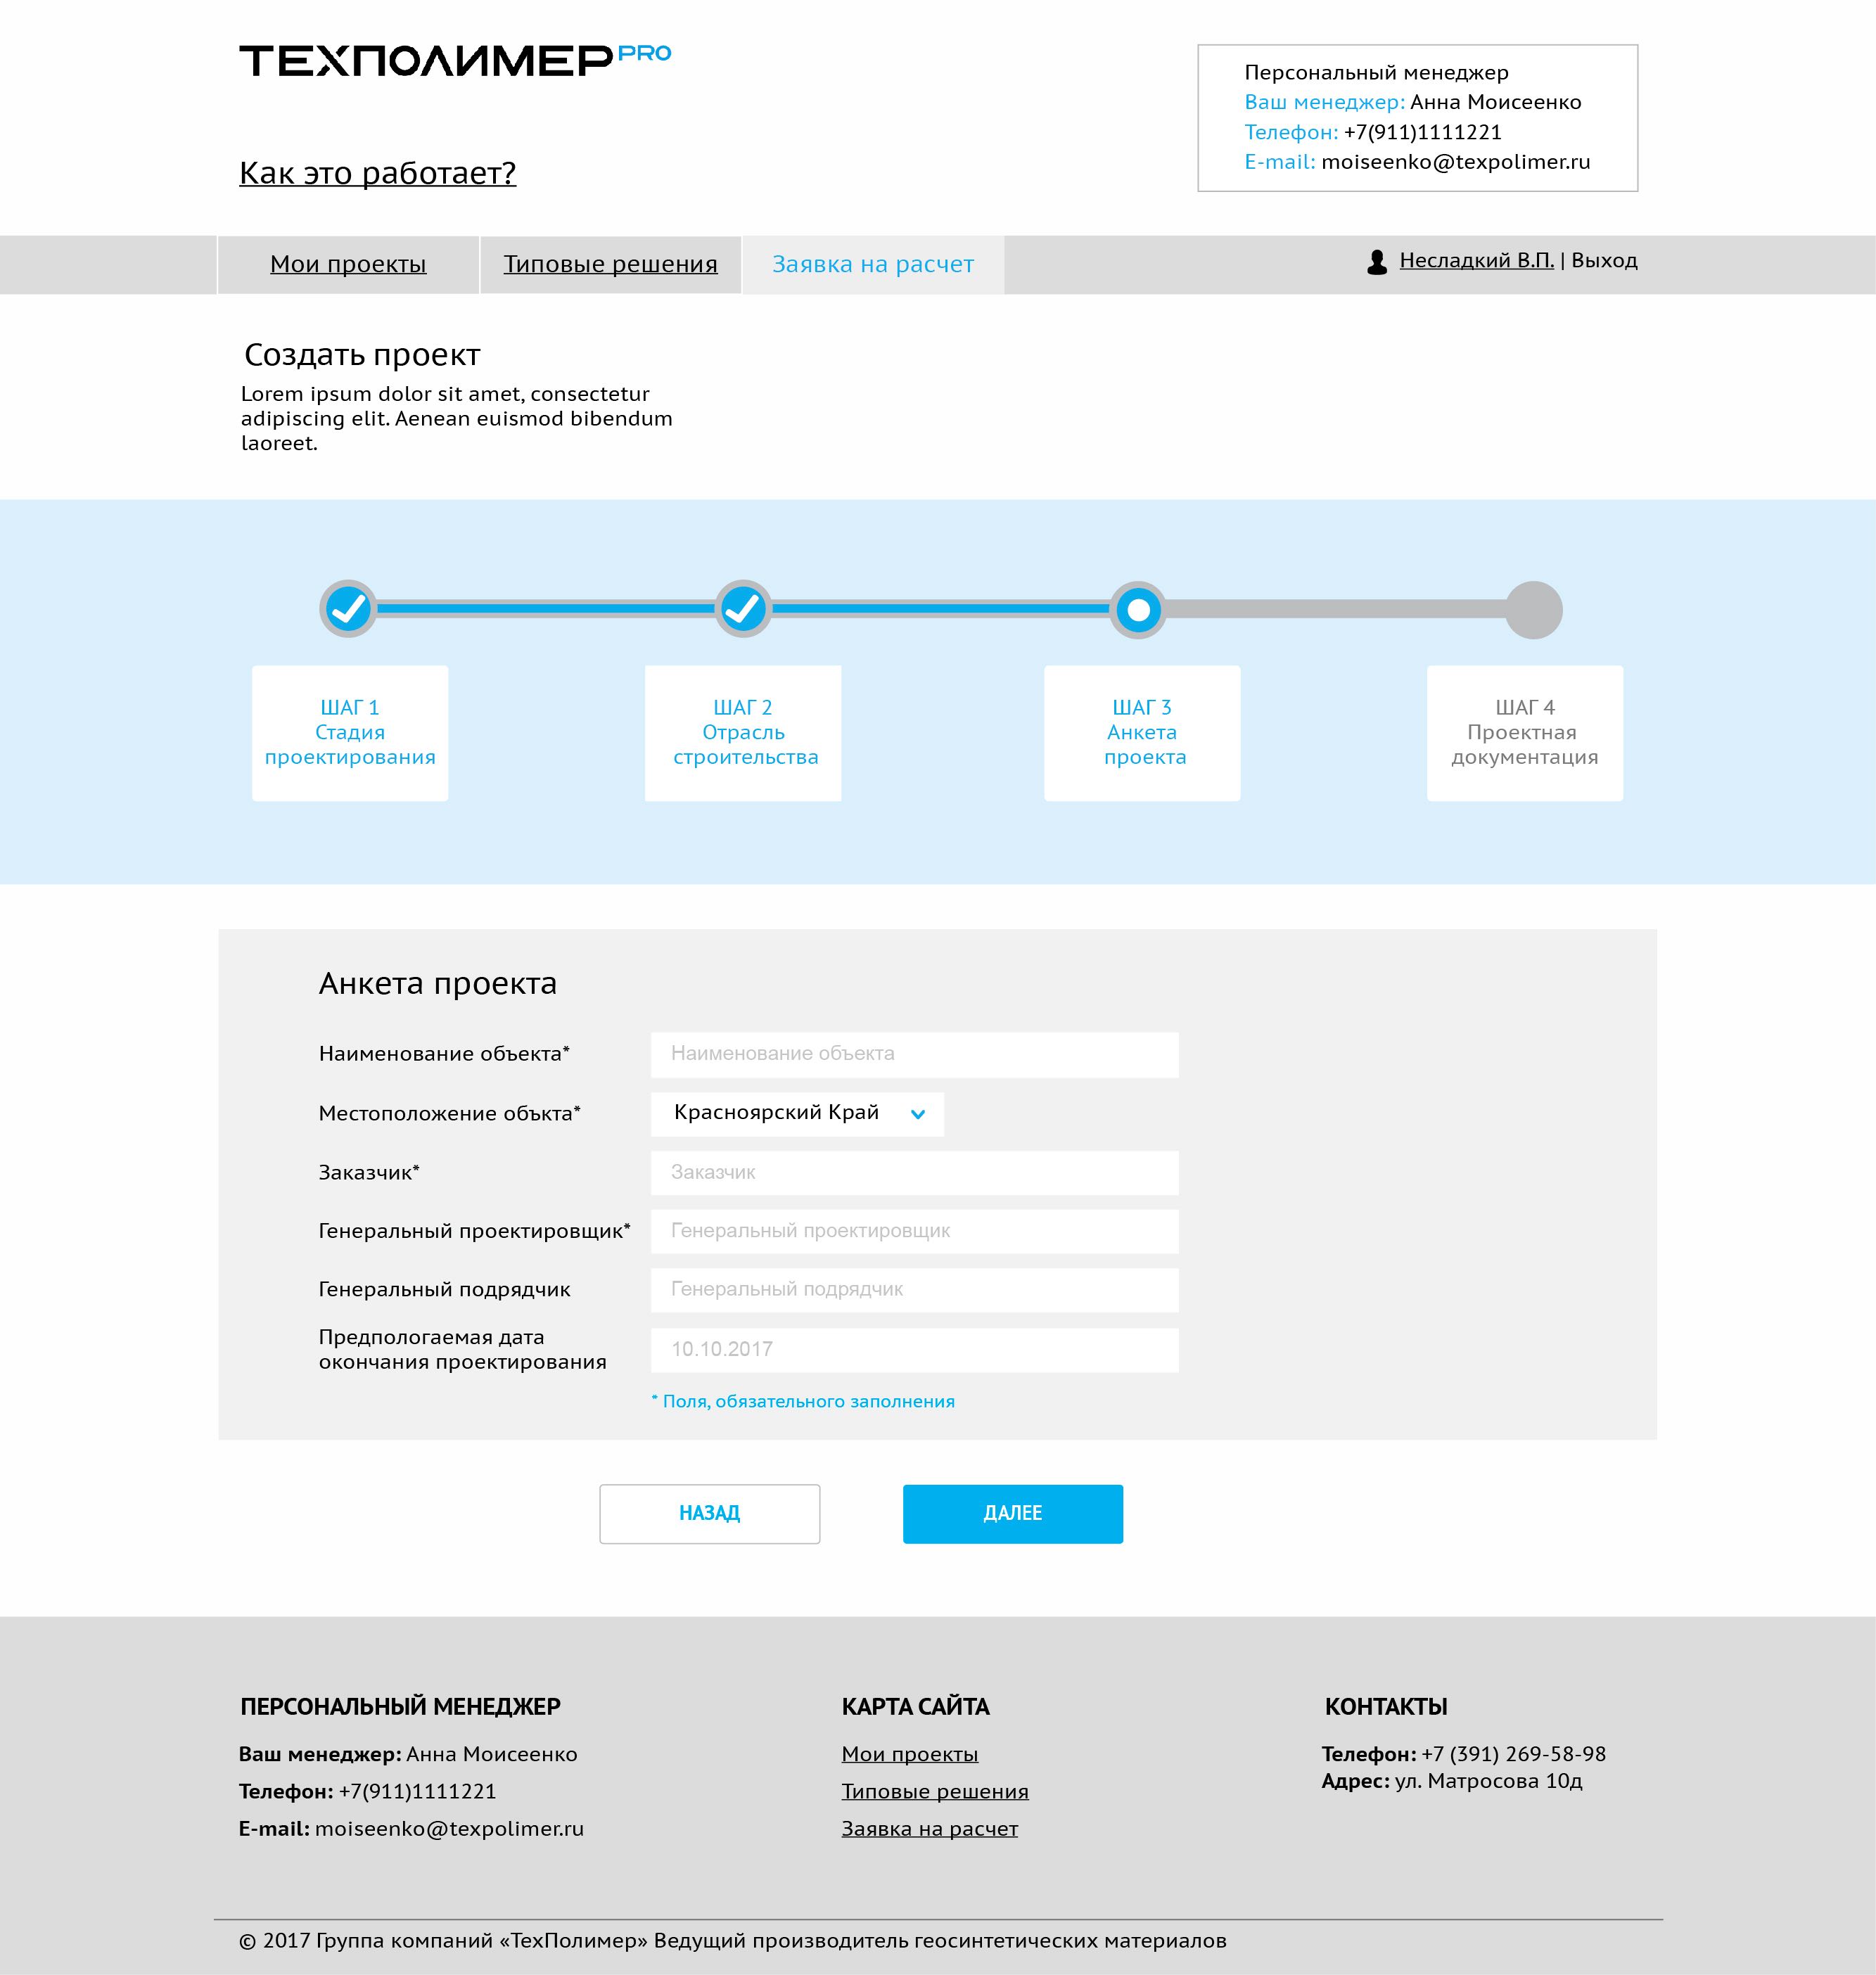 ТЕХПОЛИМЕР PRO
Персональный менеджер
Ваш менеджер: Анна Моисеенко
Телефон: +7(911)1111221
E-mail: moiseenko@texpolimer.ru
Как это работает?
Мои проекты
Типовые решения
Заявка на расчет
Несладкий В.П. | Выход
Создать проект
Lorem ipsum dolor sit amet, consectetur
adipiscing elit. Aenean euismod bibendum
laoreet.
ШАГ 1
Стадия
проектирования
ШАГ 2
Отрасль
строительства
ШАГ 3
Анкета
проекта
ШАГ 4
Проектная
документация
Анкета проекта
Наименование объекта*
Наименование объекта
Местоположение объкта*
Красноярский Край
Заказчик*
Заказчик
Генеральный проектировщик*
Генеральный проектировщик
Генеральный подрядчик
Генеральный подрядчик
Предпологаемая дата
окончания проектирования
10.10.2017
* Поля, обязательного заполнения
НАЗАД
ДАЛЕЕ
ПЕРСОНАЛЬНЫЙ МЕНЕДЖЕР
Ваш менеджер: Анна Моисеенко
Телефон: +7(911)1111221
E-mail: moiseenko@texpolimer.ru
КАРТА САЙТА
Мои проекты
Типовые решения
Заявка на расчет
КОНТАКТЫ
Телефон: +7 (391) 269-58-98
Адрес: ул. Матросова 10д
© 2017 Группа компаний «ТехПолимер» Ведущий производитель геосинтетических материалов